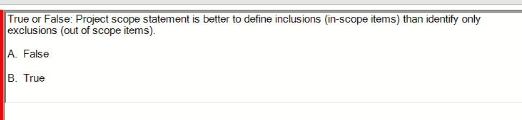 True or False: Project scope statement is better to define inclusions (in-scope items) than identify only
exclusions (out of scope items).
A. False
B. True